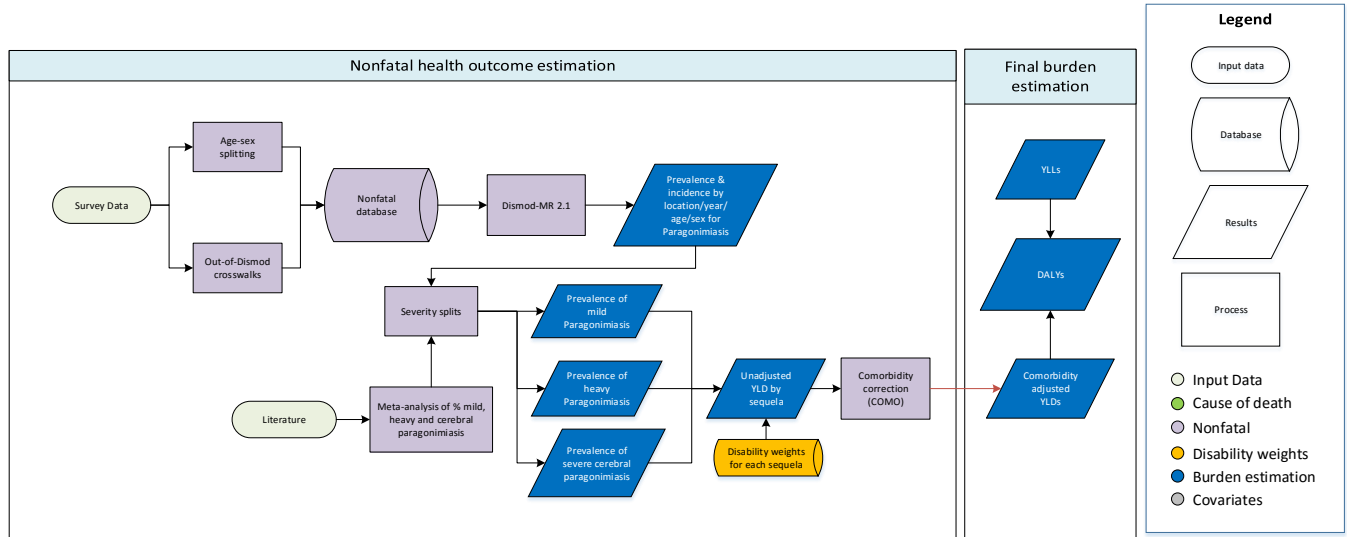 Nonfatal health outcome estimation
Age-sex
splitting
Survey Data
Out-of-Dismod
crosswalks
Nonfatal
database
Dismod-MR 2.1
Prevalence &
incidence by
location/year/
age/sex for
Paragonimiasis
Severity splits
Literature
Meta-analysis of % mild,
heavy and cerebral
paragonimiasis
Prevalence of
mild
Paragonimiasis
Prevalence of
heavy
Paragonimiasis
Prevalence of
severe cerebral
paragonimiasis
Unadjusted
YLD by
sequela
Disability weights
for each sequela
Comorbidity
correction
(COMO)
Final burden
estimation
YLLs
DALYs
Comorbidity
adjusted
YLDs
Legend
Input data
Database
Results
Process
Input Data
Cause of death
Nonfatal
Disability weights
Burden estimation
Covariates